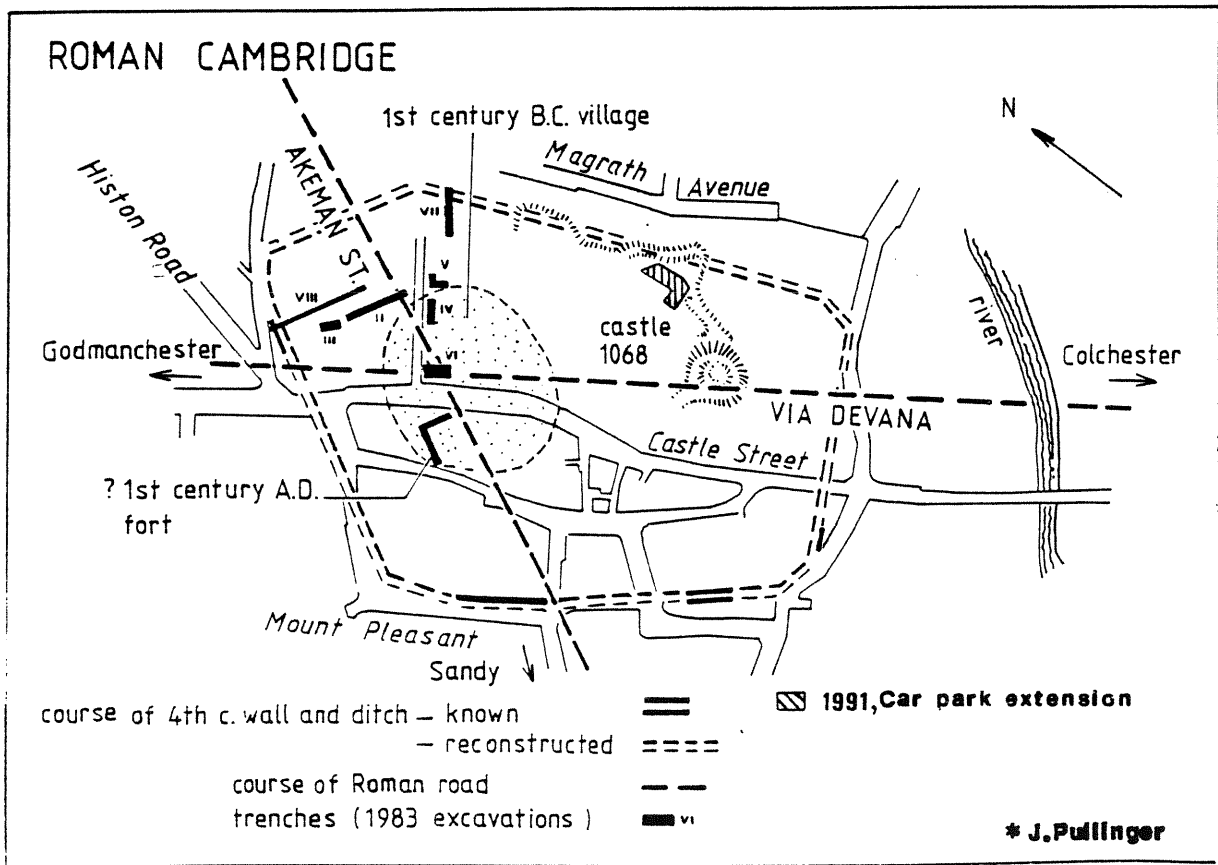 ROMAN CAMBRIDGE
1st century B.C. village
N
Magrath
Avenue
Histon Road
AKEMAN ST.
VII
V
VIII
II
IV
III
castle
1068
river
Godmanchester
VI
Colchester
VIA DEVANA
Castle Street
? 1st century A.D.
fort
Mount Pleasant
Sandy
course of 4th c. wall and ditch – known
– reconstructed
1991, Car park extension
course of Roman road
trenches (1983 excavations)
VI
* J.Pullinger